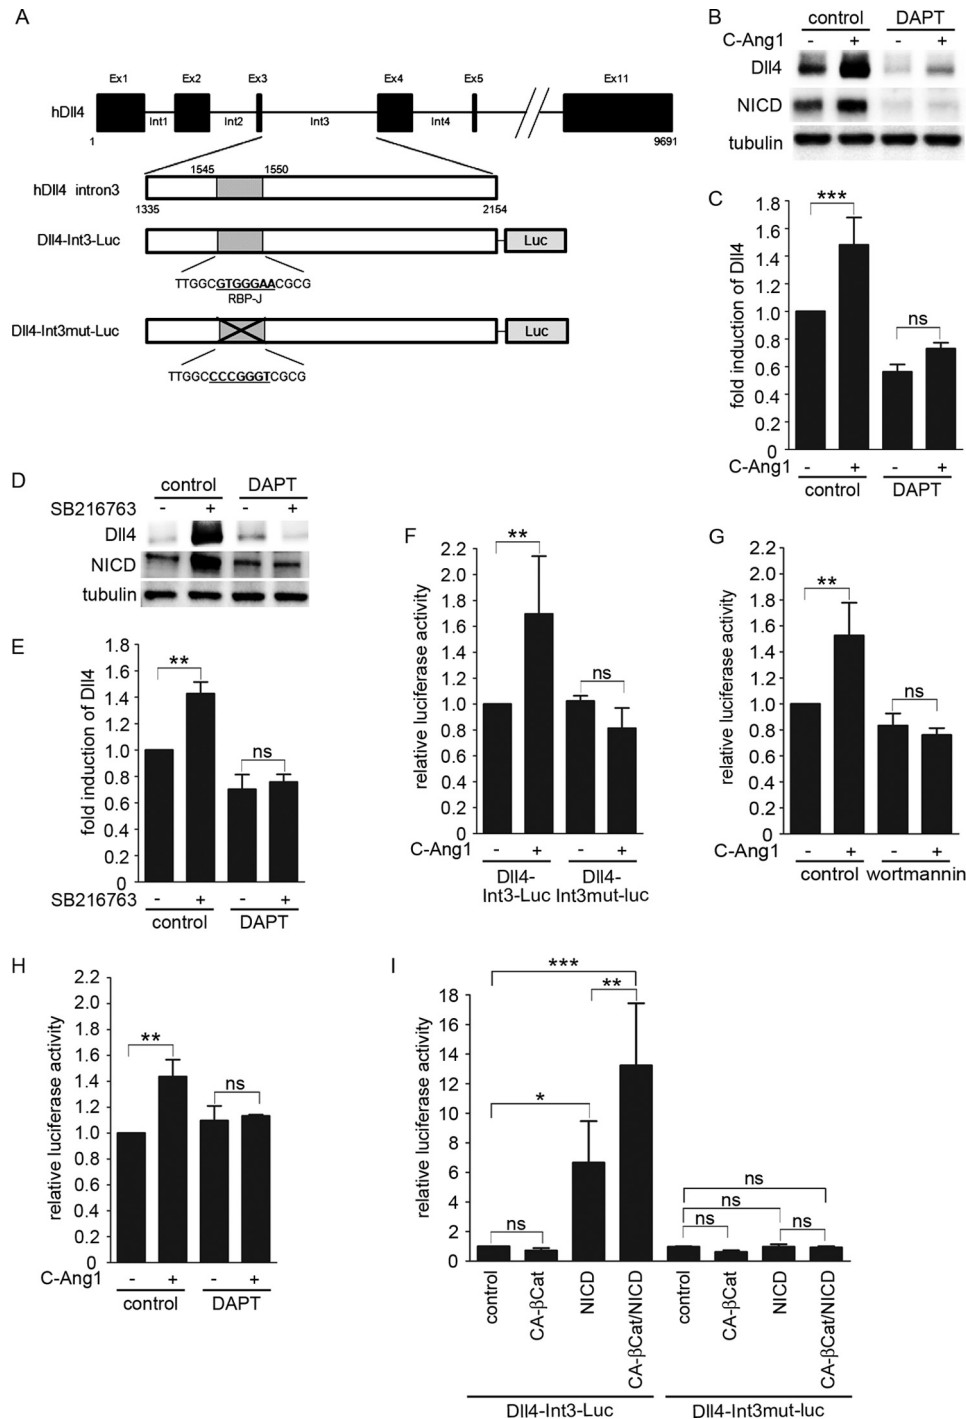 A
Ex1 Ex2 Ex3 Ex4 Ex5 Ex11
hDll4
Int1 Int2 Int3 Int4
1 9691
1545 1550
hDll4 intron3
1335 2154
Dll4-Int3-Luc Luc
TTGGCGTGGGAACGCG
RBP-J
Dll4-Int3mut-Luc Luc
TTGGCCCCGGGTCGCG
B
control DAPT
C-Ang1 - + - +
Dll4
NICD
tubulin
C
fold induction of Dll4
1.8
1.6
1.4
1.2
1.0
0.8
0.6
0.4
0.2
0
***
ns
C-Ang1 - + - +
control DAPT
D
control DAPT
SB216763 - + - +
Dll4
NICD
tubulin
E
fold induction of Dll4
1.8
1.6
1.4
1.2
1.0
0.8
0.6
0.4
0.2
0
**
ns
SB216763 - + - +
control DAPT
F
relative luciferase activity
2.2
2.0
1.8
1.6
1.4
1.2
1.0
0.8
0.6
0.4
0.2
0
**
ns
C-Ang1 - + - +
Dll4- Dll4-
Int3-Luc Int3mut-luc
G
relative luciferase activity
2.2
2.0
1.8
1.6
1.4
1.2
1.0
0.8
0.6
0.4
0.2
0
**
ns
C-Ang1 - + - +
control wortmannin
H
relative luciferase activity
2.2
2.0
1.8
1.6
1.4
1.2
1.0
0.8
0.6
0.4
0.2
0
**
ns
C-Ang1 - + - +
control DAPT
I
relative luciferase activity
18
16
14
12
10
8
6
4
2
0
***
**
*
ns
ns
ns
ns
ns
control
CA-βCat
NICD
CA-βCat/NICD
control
CA-βCat
NICD
CA-βCat/NICD
Dll4-Int3-Luc Dll4-Int3mut-luc